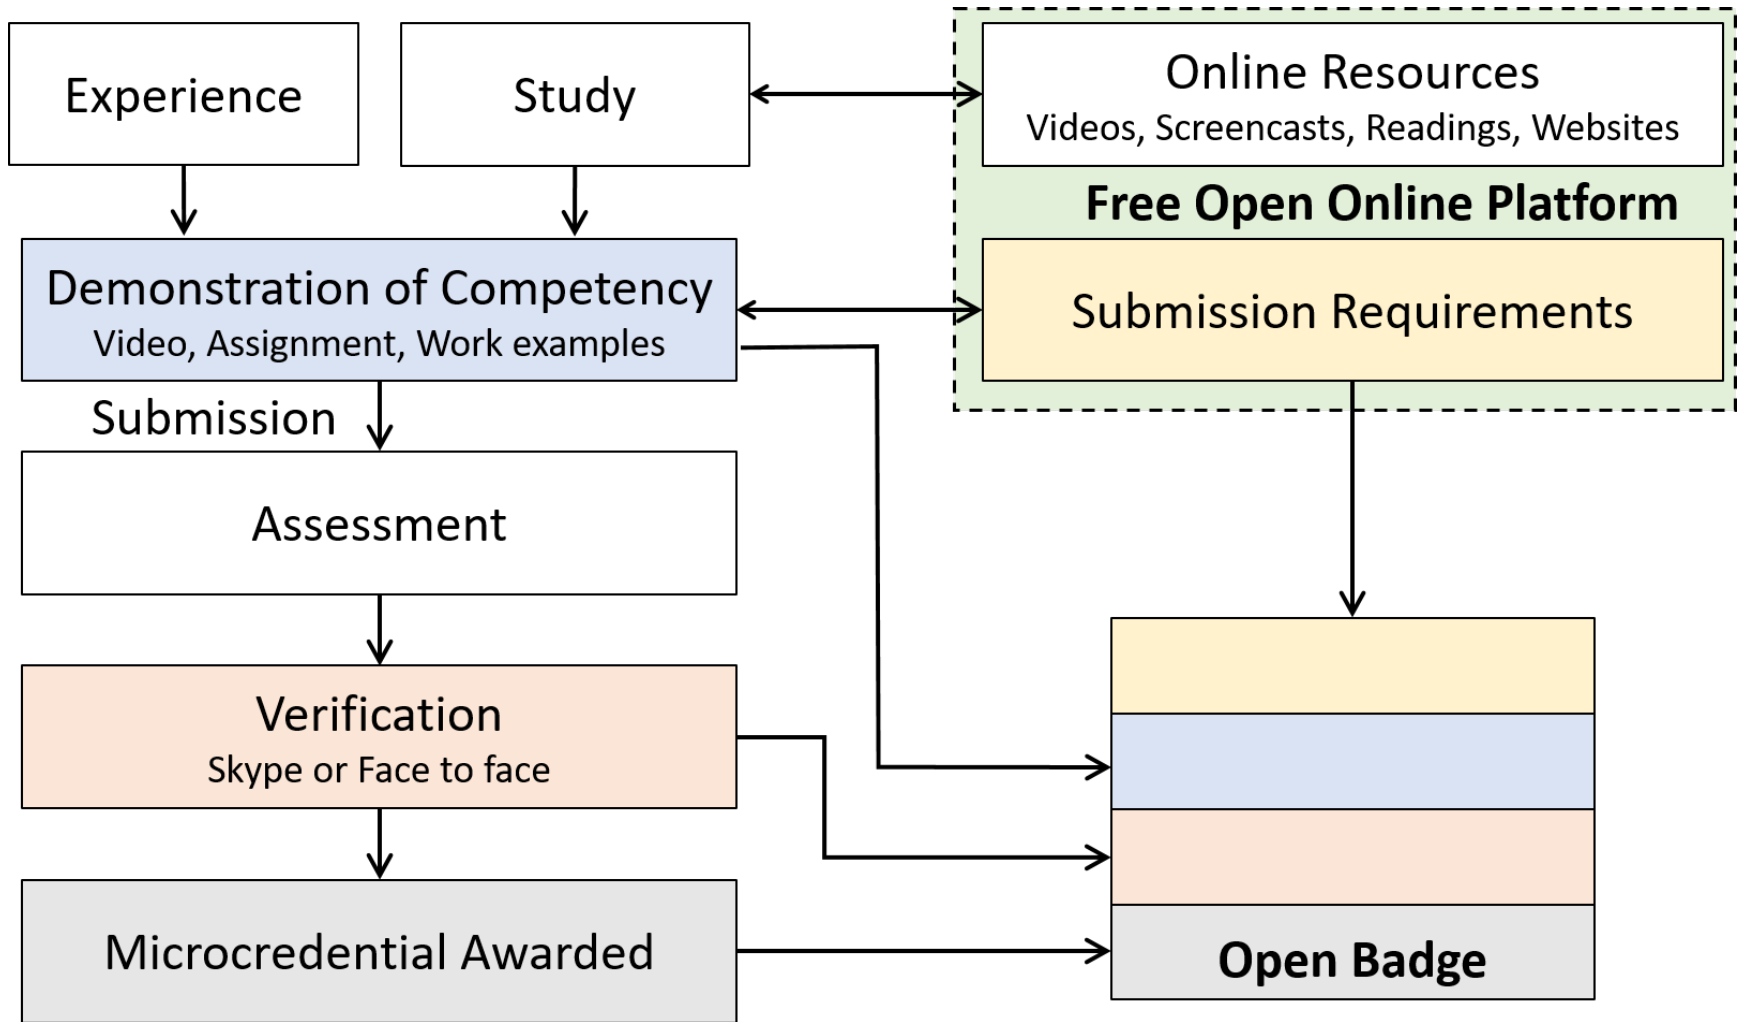 Experience
Study
Online Resources
Videos, Screencasts, Readings, Websites
Free Open Online Platform
Demonstration of Competency
Video, Assignment, Work examples
Submission Requirements
Submission
Assessment
Verification
Skype or Face to face
Microcredential Awarded
Open Badge